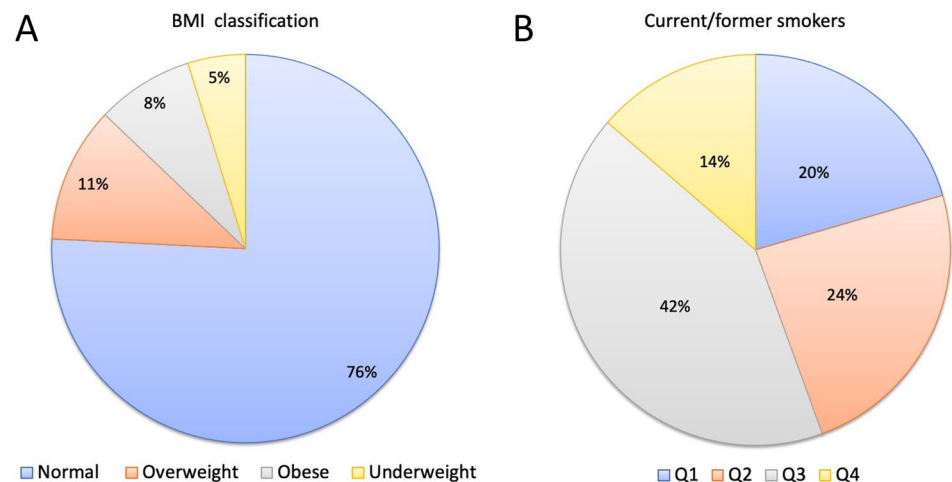 A
BMI classification
5%
8%
11%
76%
Normal Overweight Obese Underweight
B
Current/former smokers
14%
20%
24%
42%
Q1 Q2 Q3 Q4